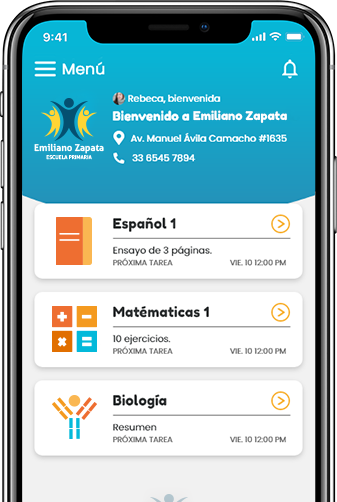 9:41
Menú
Rebeca, bienvenida
Bienvenido a Emiliano Zapata
Emiliano Zapata
ESCUELA PRIMARIA
Av. Manuel Ávila Camacho #1635
33 6545 7894
Español 1
Ensayo de 3 páginas.
PRÓXIMA TAREA VIE. 10 12:00 PM
Matématicas 1
10 ejercicios.
PRÓXIMA TAREA VIE. 10 12:00 PM
Biología
Resumen
PRÓXIMA TAREA VIE. 10 12:00 PM